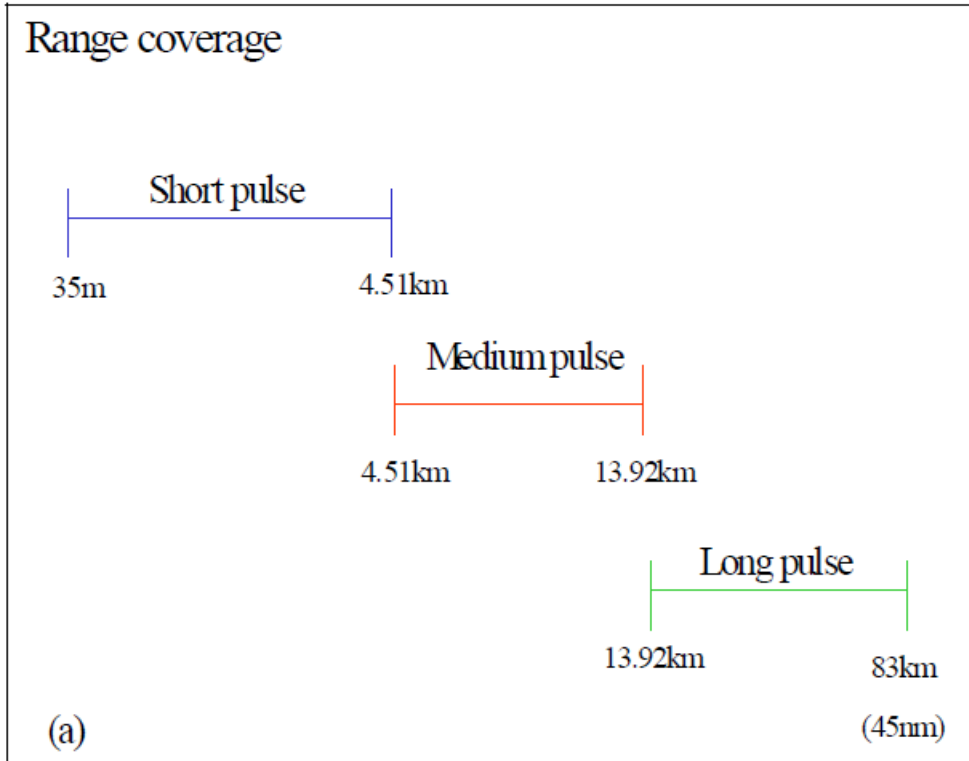 Range coverage
Short pulse
35m
4.51km
Medium pulse
4.51km
13.92km
Long pulse
13.92km
83km
(45nm)
(a)